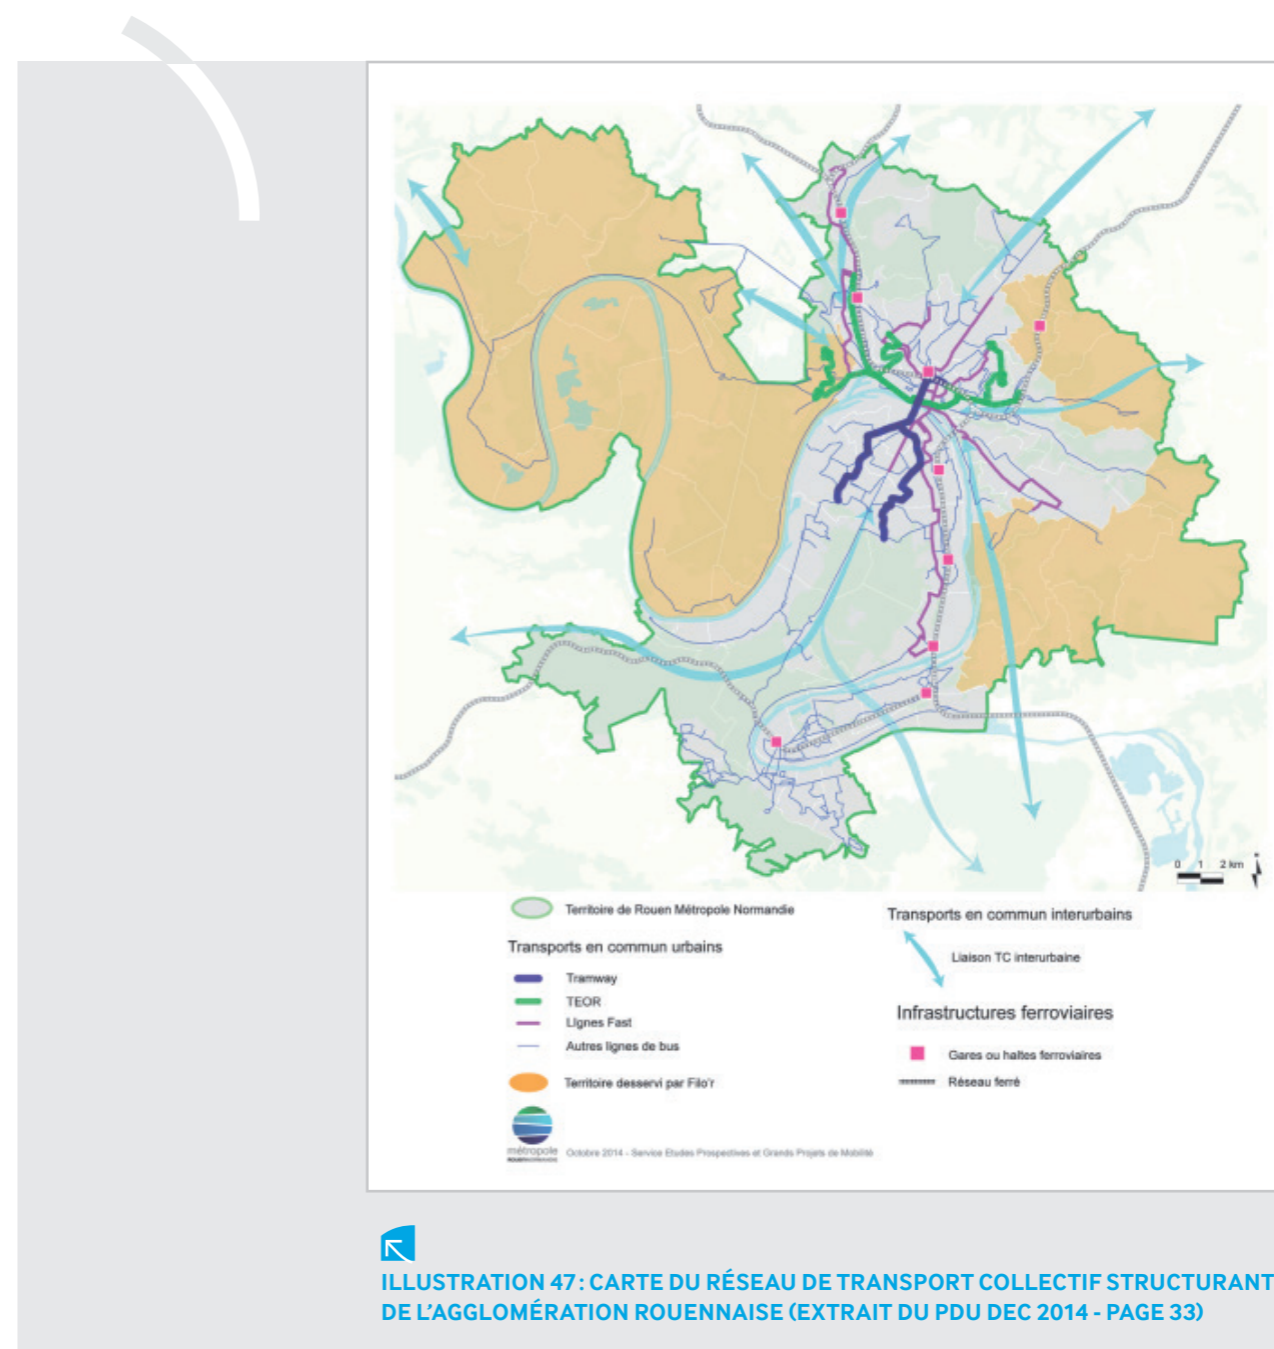 0 1 2 km
Territoire de Rouen Métropole Normandie
Transports en commun urbains
Tramway
TEOR
Lignes Fast
Autres lignes de bus
Territoire desservi par Filo'r
Transports en commun interurbains
Liaison TC interurbaine
Infrastructures ferroviaires
Gares ou haltes ferroviaires
Réseau ferré
métropole
ROUENNORMANDIE
Octobre 2014 - Service Etudes Prospectives et Grands Projets de Mobilité
ILLUSTRATION 47 : CARTE DU RÉSEAU DE TRANSPORT COLLECTIF STRUCTURANT
DE L'AGGLOMÉRATION ROUENNAISE (EXTRAIT DU PDU DEC 2014 - PAGE 33)